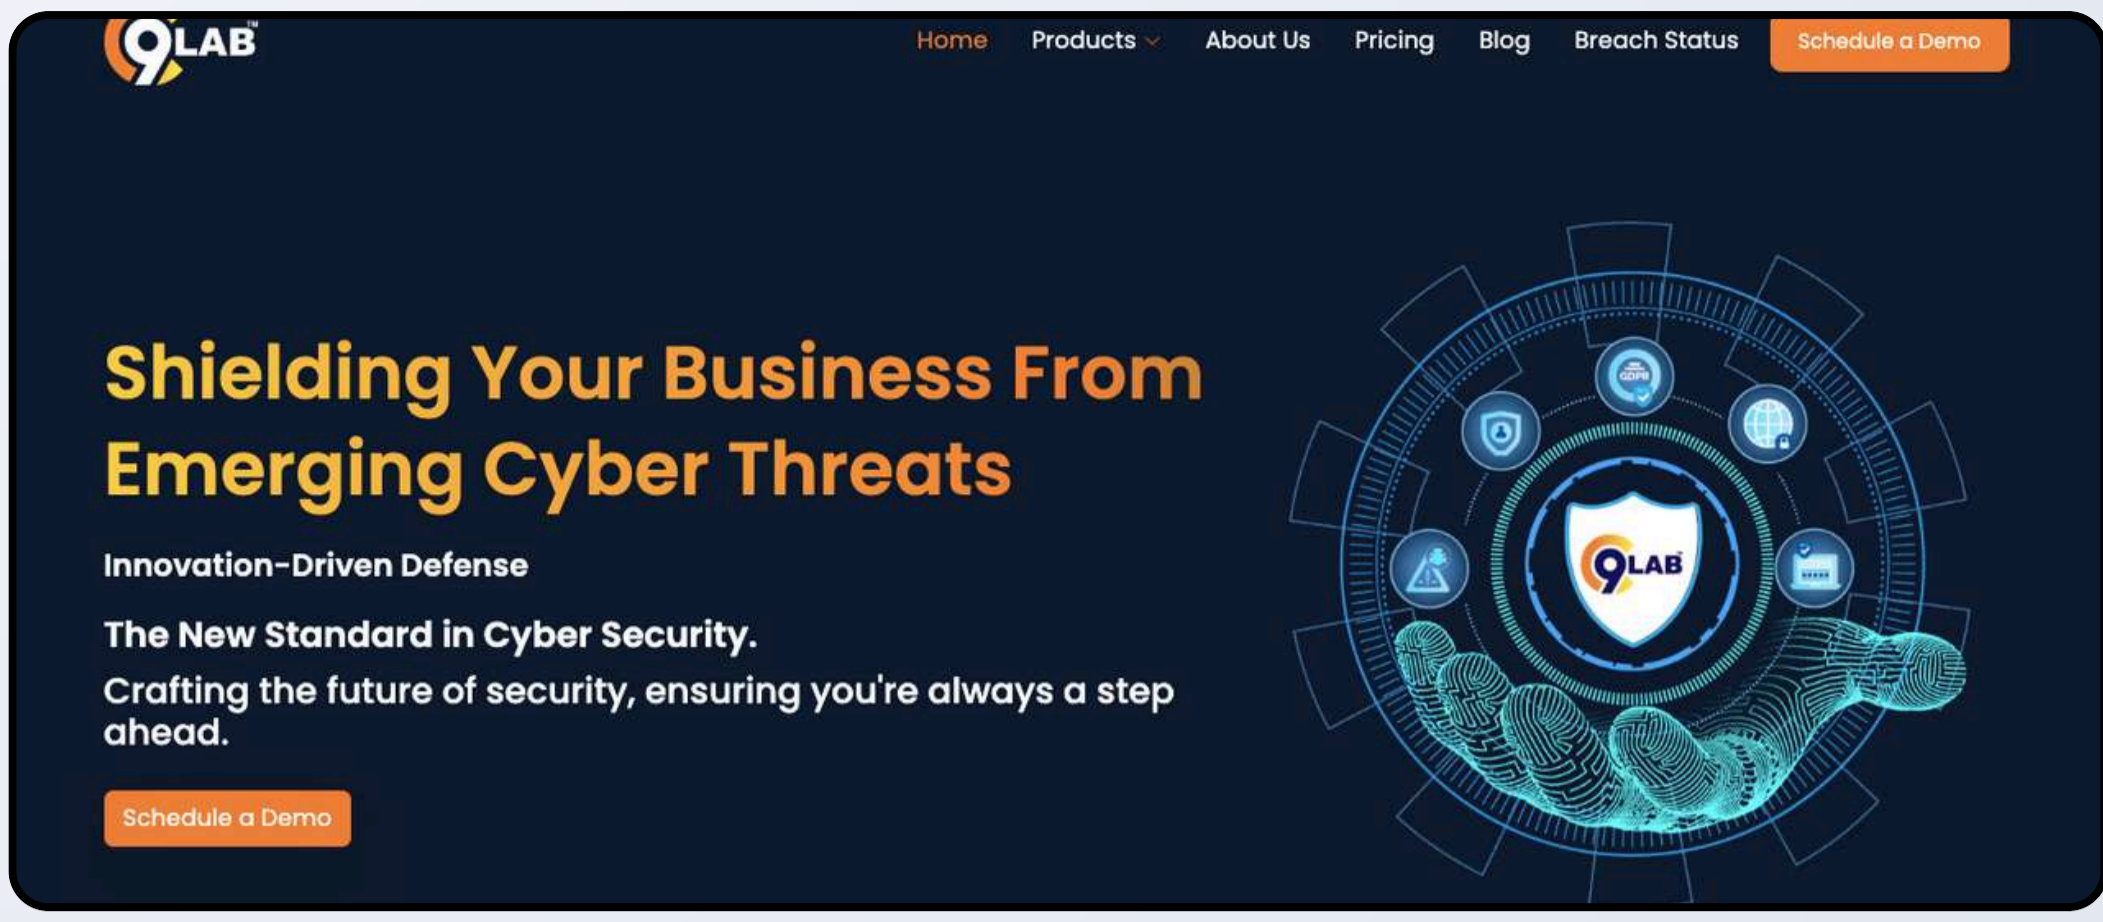 C9LAB™
Home Products About Us Pricing Blog Breach Status Schedule a Demo
Shielding Your Business From
Emerging Cyber Threats
Innovation-Driven Defense
The New Standard in Cyber Security.
Crafting the future of security, ensuring you're always a step
ahead.
Schedule a Demo
GDPR
C9LAB